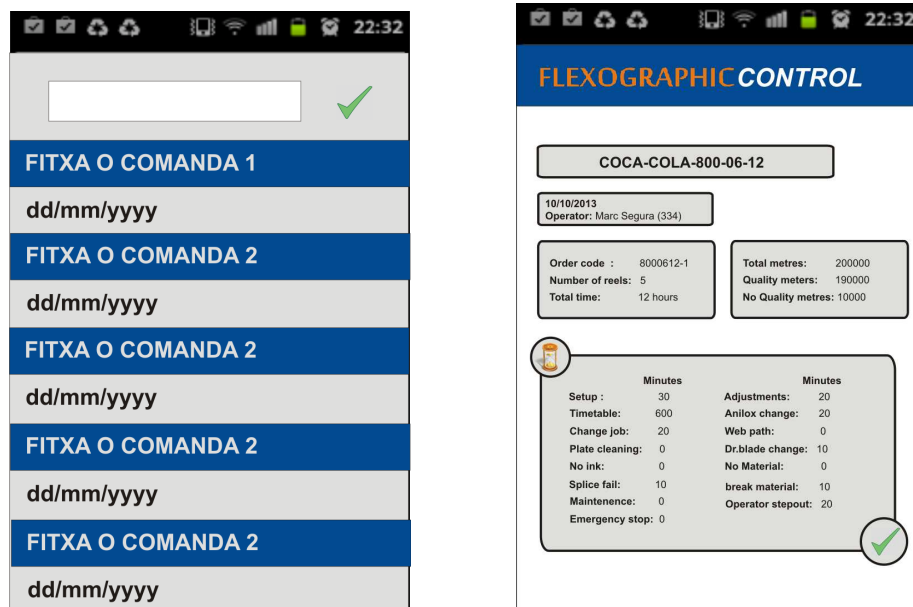 22:32
FITXA O COMANDA 1
dd/mm/yyyy
FITXA O COMANDA 2
dd/mm/yyyy
FITXA O COMANDA 2
dd/mm/yyyy
FITXA O COMANDA 2
dd/mm/yyyy
FITXA O COMANDA 2
dd/mm/yyyy
22:32
FLEXOGRAPHIC CONTROL
COCA-COLA-800-06-12
10/10/2013
Operator: Marc Segura (334)
Order code : 8000612-1
Number of reels: 5
Total time: 12 hours
Total metres: 200000
Quality meters: 190000
No Quality metres: 10000
Minutes
Setup : 30
Timetable: 600
Change job: 20
Plate cleaning: 0
No ink: 0
Splice fail: 10
Maintenence: 0
Emergency stop: 0
Minutes
Adjustments: 20
Anilox change: 20
Web path: 0
Dr.blade change: 10
No Material: 0
break material: 10
Operator stepout: 20